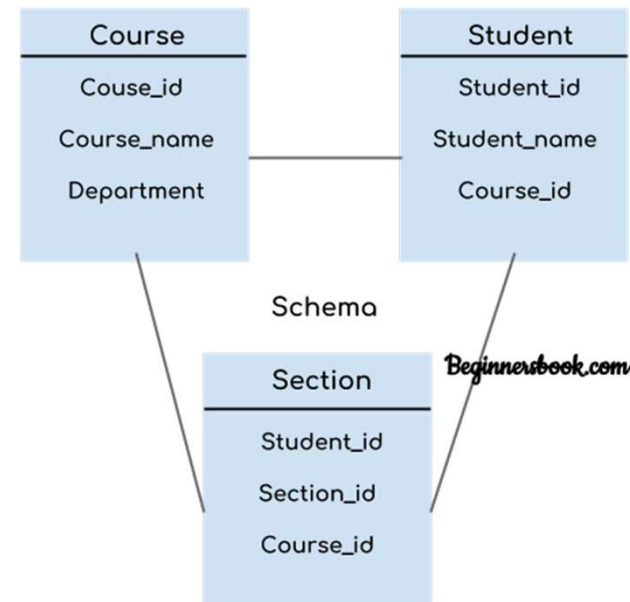 Course
Couse_id
Course_name
Department
Student
Student_id
Student_name
Course_id
Schema
Beginnersbook.com
Section
Student_id
Section_id
Course_id